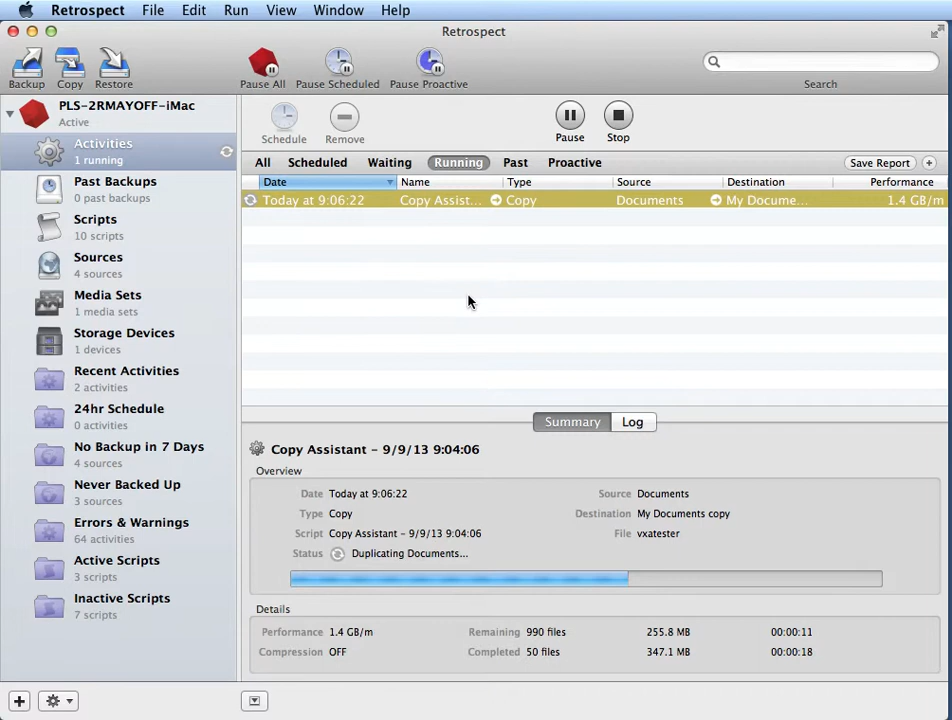 Retrospect File Edit Run View Window Help
Retrospect
Backup Copy Restore Pause All Pause Scheduled Pause Proactive Search
PLS-2RMAYOFF-iMac
Active
Activities
1 running
Past Backups
0 past backups
Scripts
10 scripts
Sources
4 sources
Media Sets
1 media sets
Storage Devices
1 devices
Recent Activities
2 activities
24hr Schedule
0 activities
No Backup in 7 Days
4 sources
Never Backed Up
3 sources
Errors & Warnings
64 activities
Active Scripts
3 scripts
Inactive Scripts
7 scripts
Schedule Remove Pause Stop
All Scheduled Waiting Running Past Proactive Save Report +
Date Name Type Source Destination Performance
Today at 9:06:22 Copy Assist... Copy Documents My Docume... 1.4 GB/m
Summary Log
Copy Assistant - 9/9/13 9:04:06
Overview
Date Today at 9:06:22 Source Documents
Type Copy Destination My Documents copy
Script Copy Assistant - 9/9/13 9:04:06 File vxatester
Status Duplicating Documents...
Details
Performance 1.4 GB/m Remaining 990 files 255.8 MB 00:00:11
Compression OFF Completed 50 files 347.1 MB 00:00:18